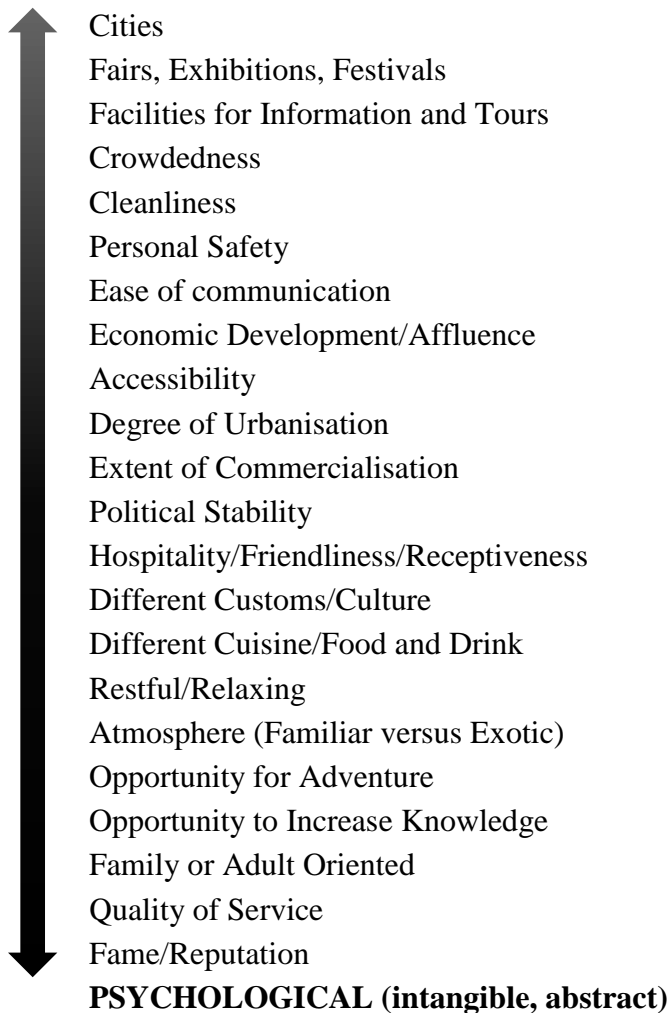 Cities
Fairs, Exhibitions, Festivals
Facilities for Information and Tours
Crowdedness
Cleanliness
Personal Safety
Ease of communication
Economic Development/Affluence
Accessibility
Degree of Urbanisation
Extent of Commercialisation
Political Stability
Hospitality/Friendliness/Receptiveness
Different Customs/Culture
Different Cuisine/Food and Drink
Restful/Relaxing
Atmosphere (Familiar versus Exotic)
Opportunity for Adventure
Opportunity to Increase Knowledge
Family or Adult Oriented
Quality of Service
Fame/Reputation
PSYCHOLOGICAL (intangible, abstract)